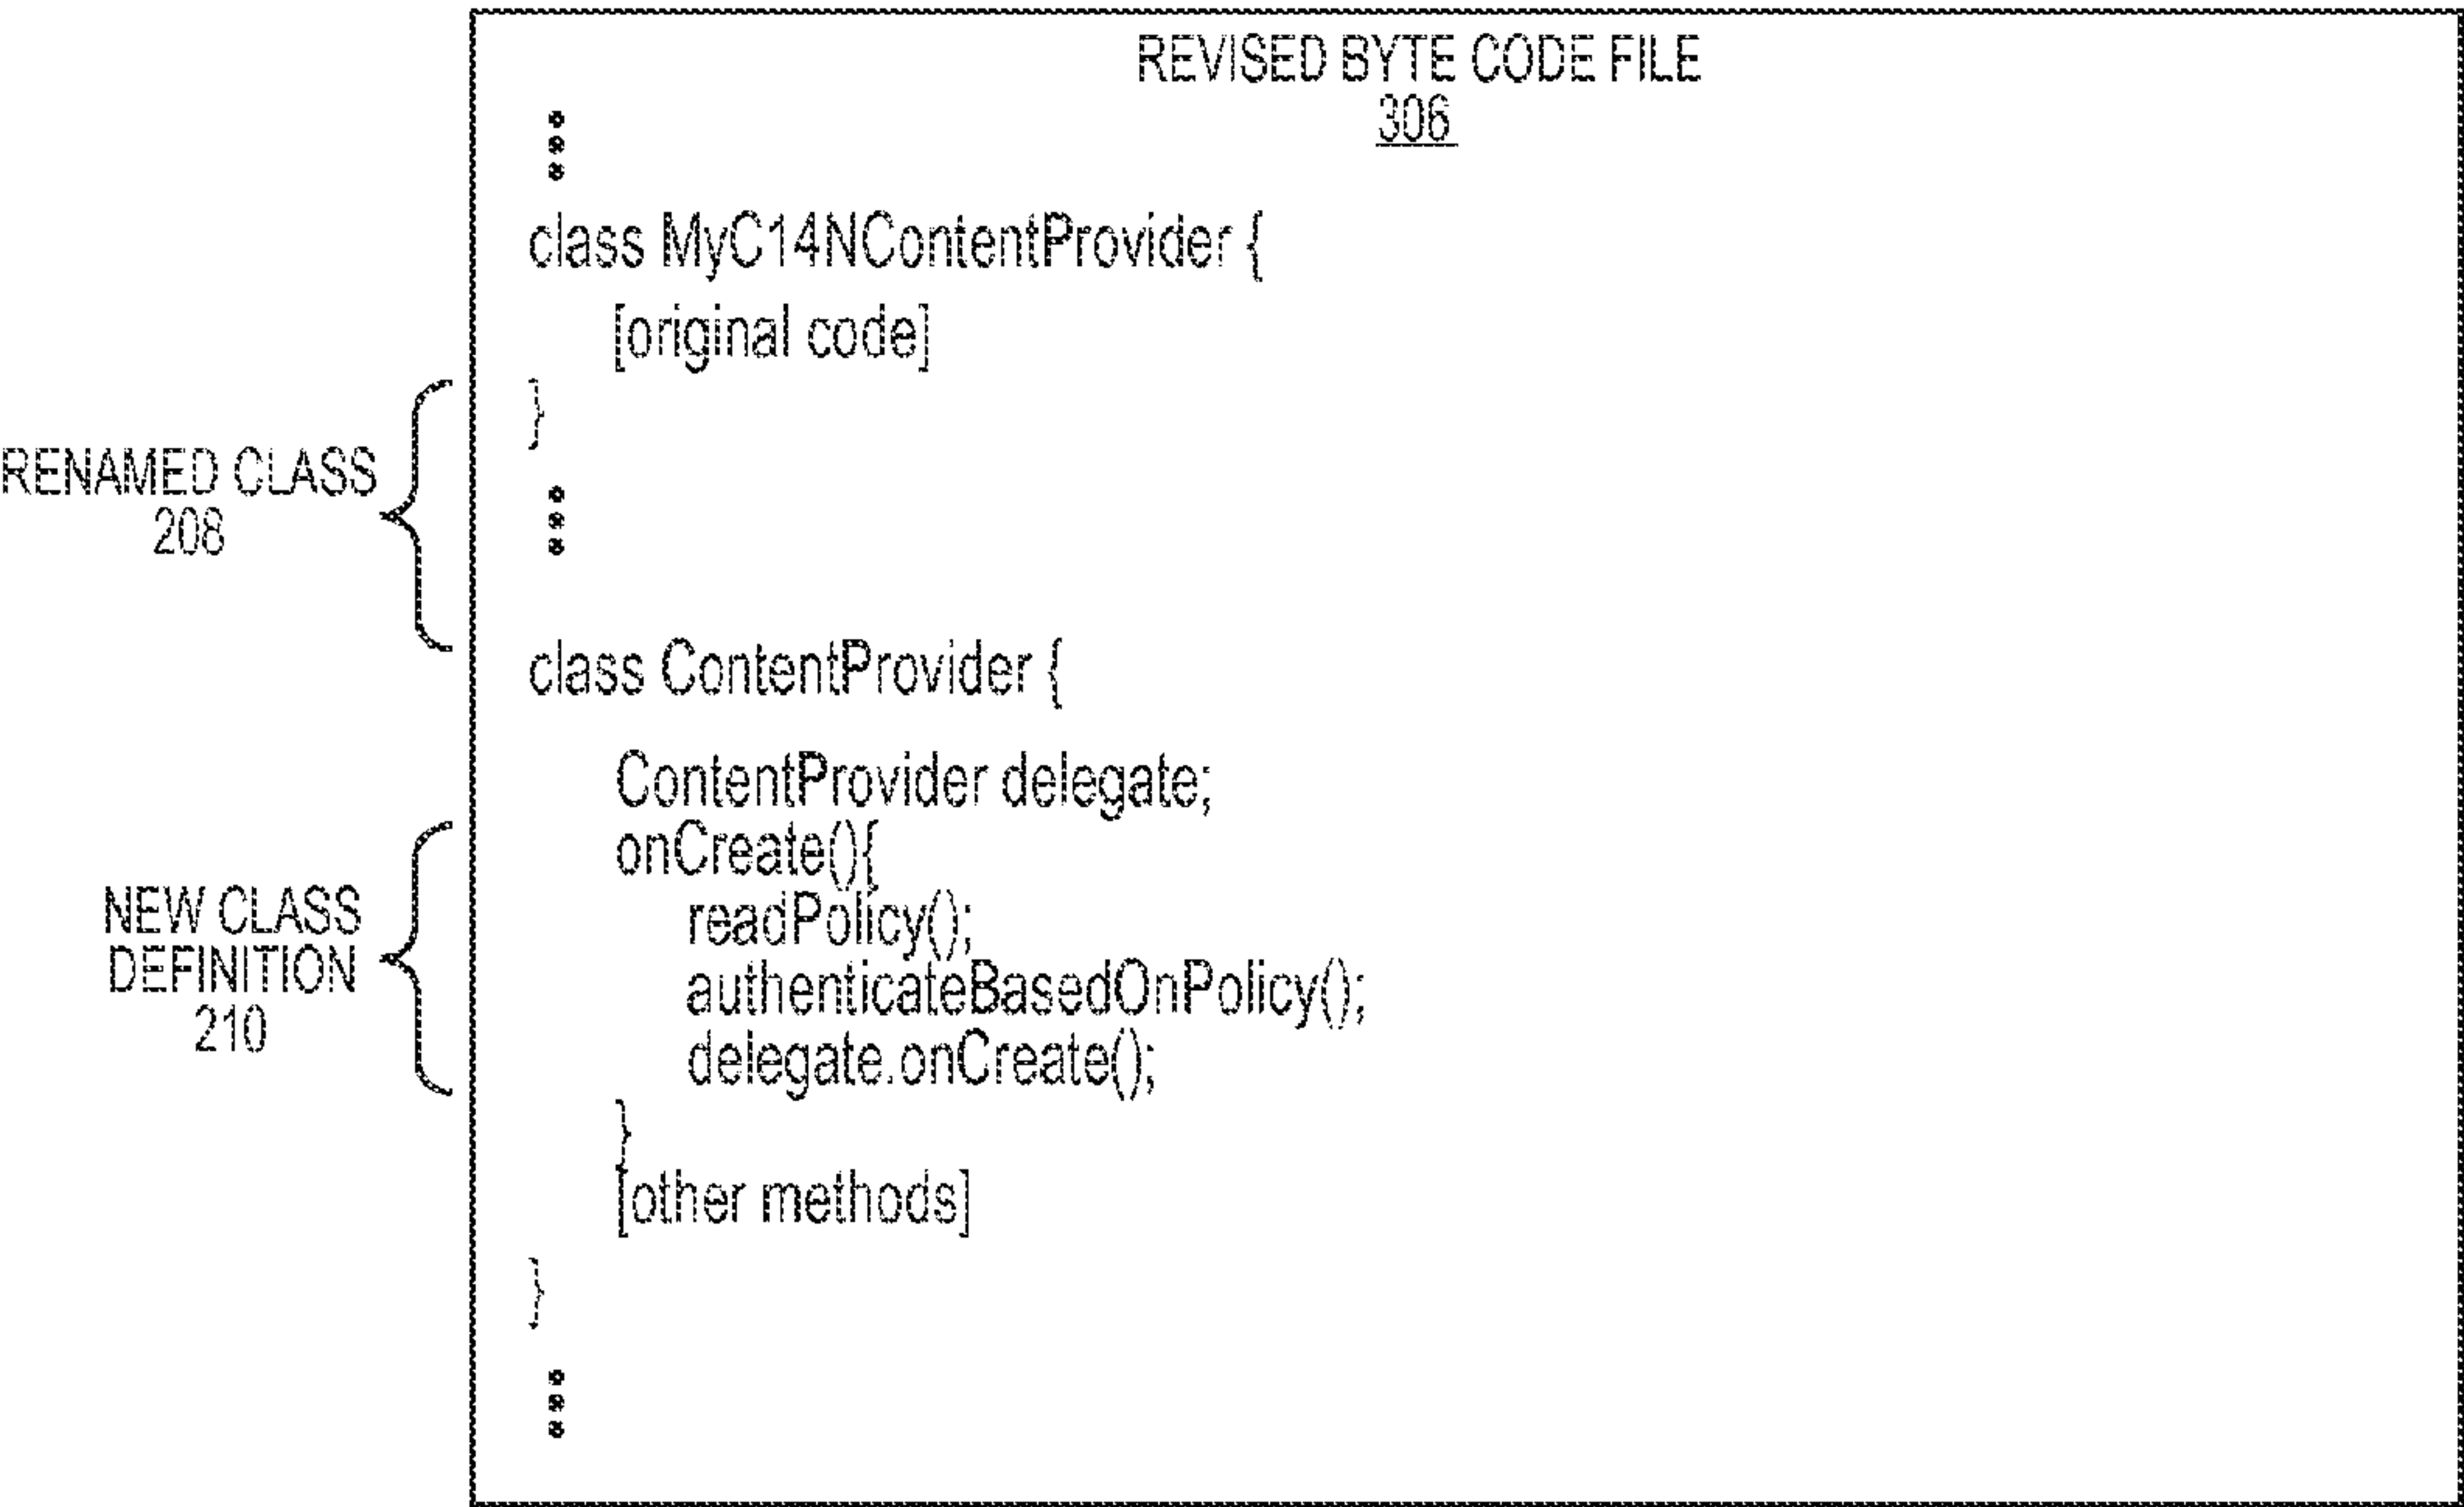 REVISED BYTE CODE FILE
306
class MyC14NContentProvider {
[original code]
}
RENAMED CLASS
208
class ContentProvider {
ContentProvider delegate;
onCreate(){
readPolicy();
authenticateBasedOnPolicy();
delegate.onCreate();
}
NEW CLASS
DEFINITION
210
[other methods]
}